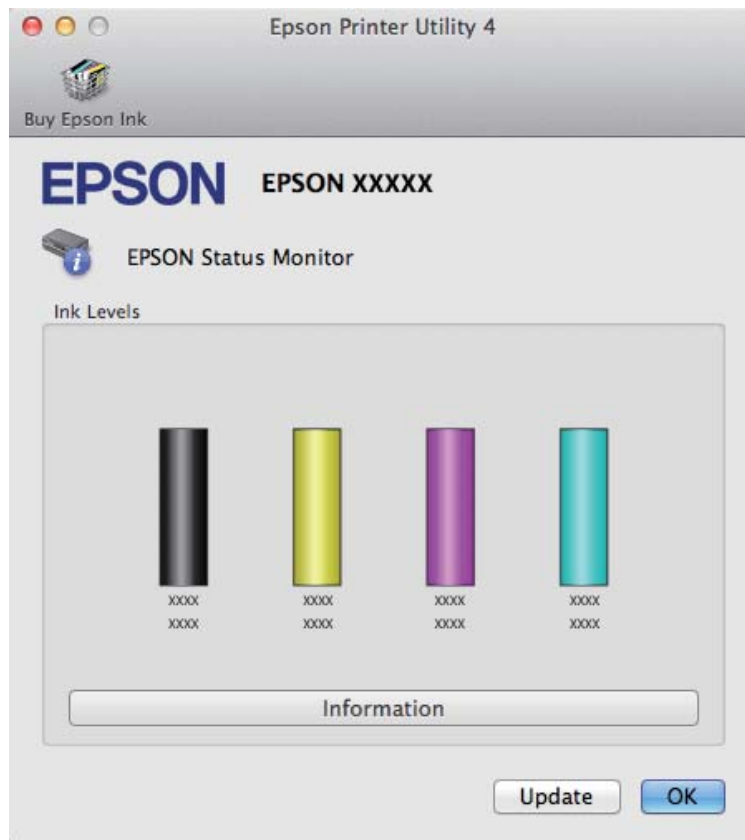 Epson Printer Utility 4
Buy Epson Ink
EPSON EPSON XXXXX
EPSON Status Monitor
Ink Levels
xxxx xxxx xxxx xxxx
xxxx xxxx xxxx xxxx
Information
Update OK